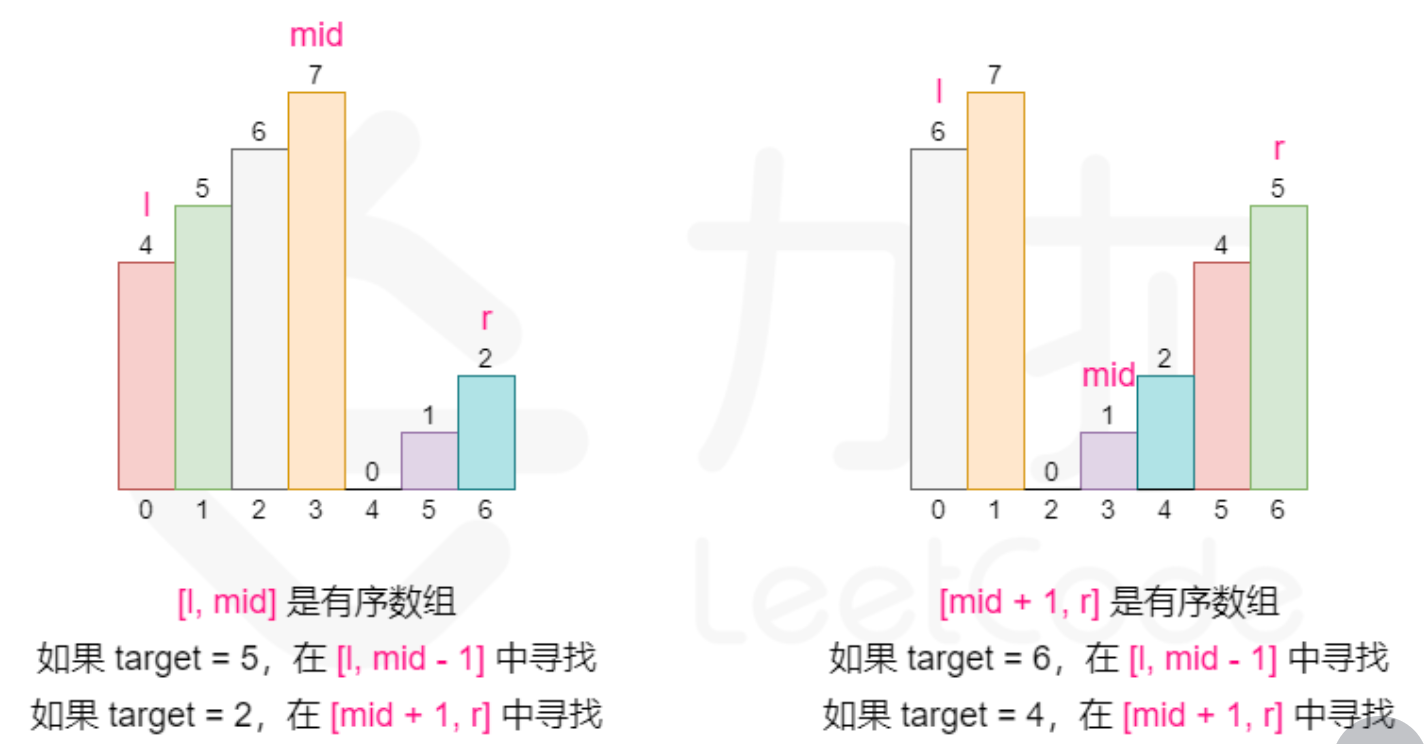 mid
7
6
5
l
4
r
2
1
0
0 1 2 3 4 5 6
[l, mid] 是有序数组
如果 target = 5，在 [l, mid - 1] 中寻找
如果 target = 2，在 [mid + 1, r] 中寻找
7
l
6
r
5
4
2
mid
1
0
0 1 2 3 4 5 6
[mid + 1, r] 是有序数组
如果 target = 6，在 [l, mid - 1] 中寻找
如果 target = 4，在 [mid + 1, r] 中寻找
力扣
LeetCode